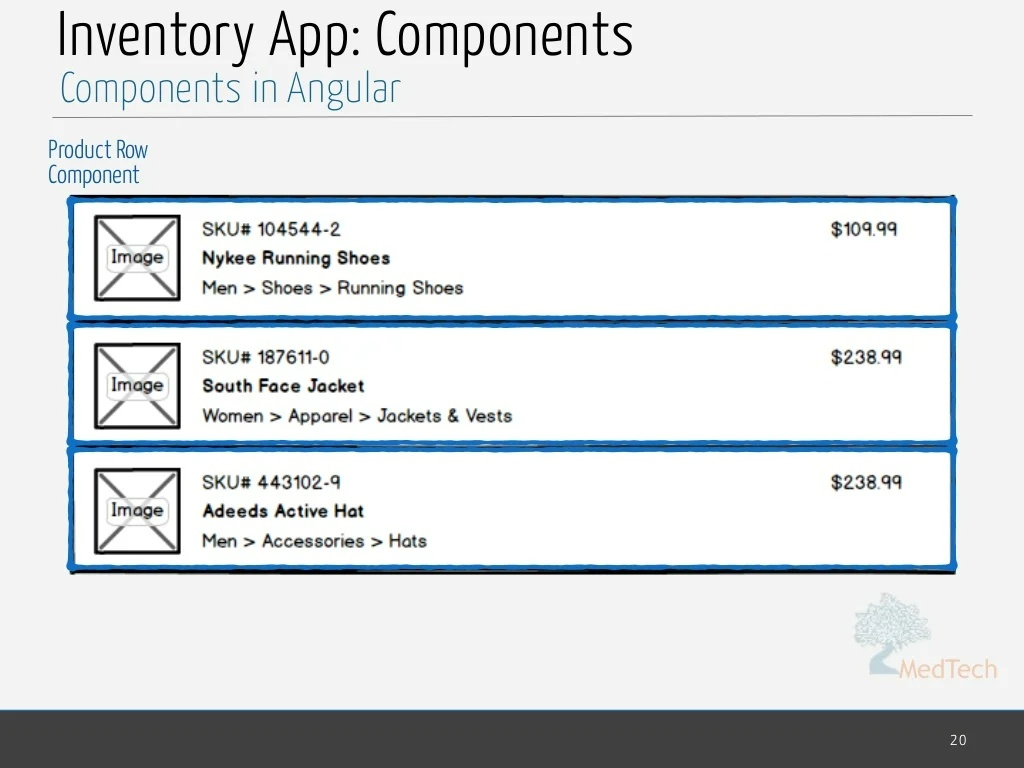 Inventory App: Components
Components in Angular
Product Row
Component
Image
SKU# 104544-2
$109.99
Nykee Running Shoes
Men > Shoes > Running Shoes
Image
SKU# 187611-0
$238.99
South Face Jacket
Women > Apparel > Jackets & Vests
Image
SKU# 443102-9
$238.99
Adeeds Active Hat
Men > Accessories > Hats
MedTech
20